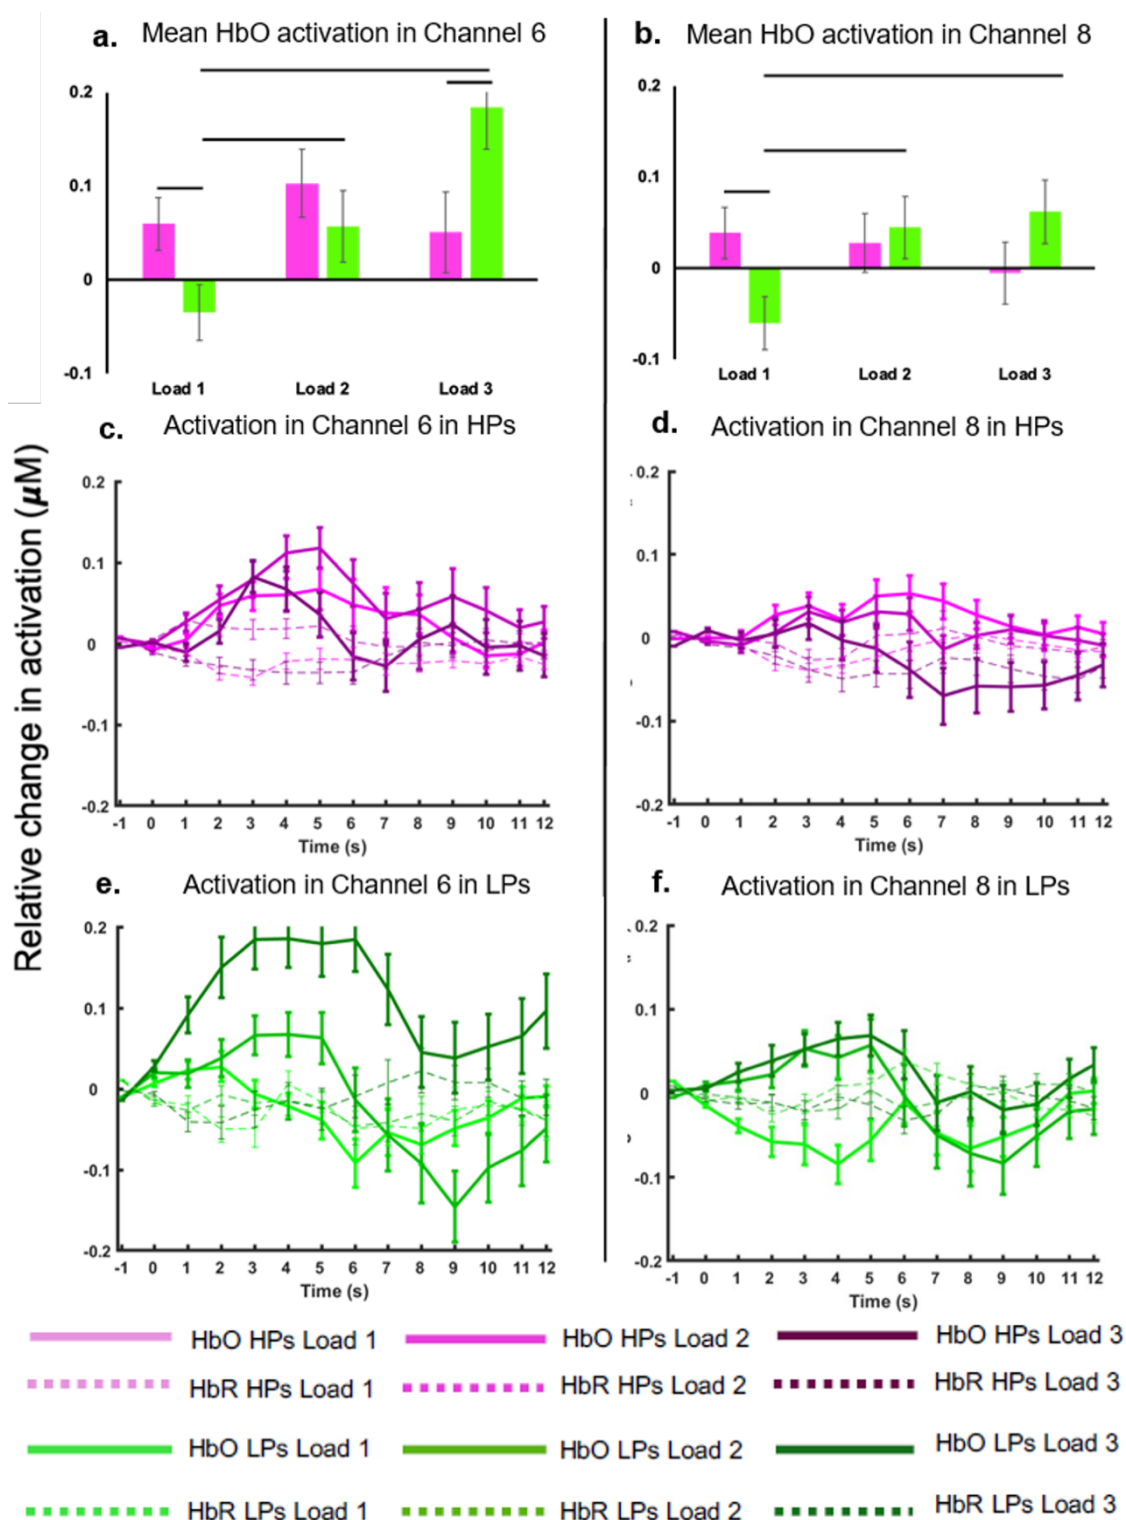 a. Mean HbO activation in Channel 6
0.2
0.1
0
-0.1
Load 1 Load 2 Load 3
b. Mean HbO activation in Channel 8
0.2
0.1
0
-0.1
Load 1 Load 2 Load 3
Relative change in activation (μM)
c. Activation in Channel 6 in HPs
0.2
0.1
0
-0.1
-0.2
-1 0 1 2 3 4 5 6 7 8 9 10 11 12
Time (s)
d. Activation in Channel 8 in HPs
0.2
0.1
0
-0.1
-0.2
-1 0 1 2 3 4 5 6 7 8 9 10 11 12
Time (s)
e. Activation in Channel 6 in LPs
0.2
0.1
0
-0.1
-0.2
-1 0 1 2 3 4 5 6 7 8 9 10 11 12
Time (s)
f. Activation in Channel 8 in LPs
0.2
0.1
0
-0.1
-0.2
-1 0 1 2 3 4 5 6 7 8 9 10 11 12
Time (s)
HbO HPs Load 1 HbO HPs Load 2 HbO HPs Load 3
HbR HPs Load 1 HbR HPs Load 2 HbR HPs Load 3
HbO LPs Load 1 HbO LPs Load 2 HbO LPs Load 3
HbR LPs Load 1 HbR LPs Load 2 HbR LPs Load 3